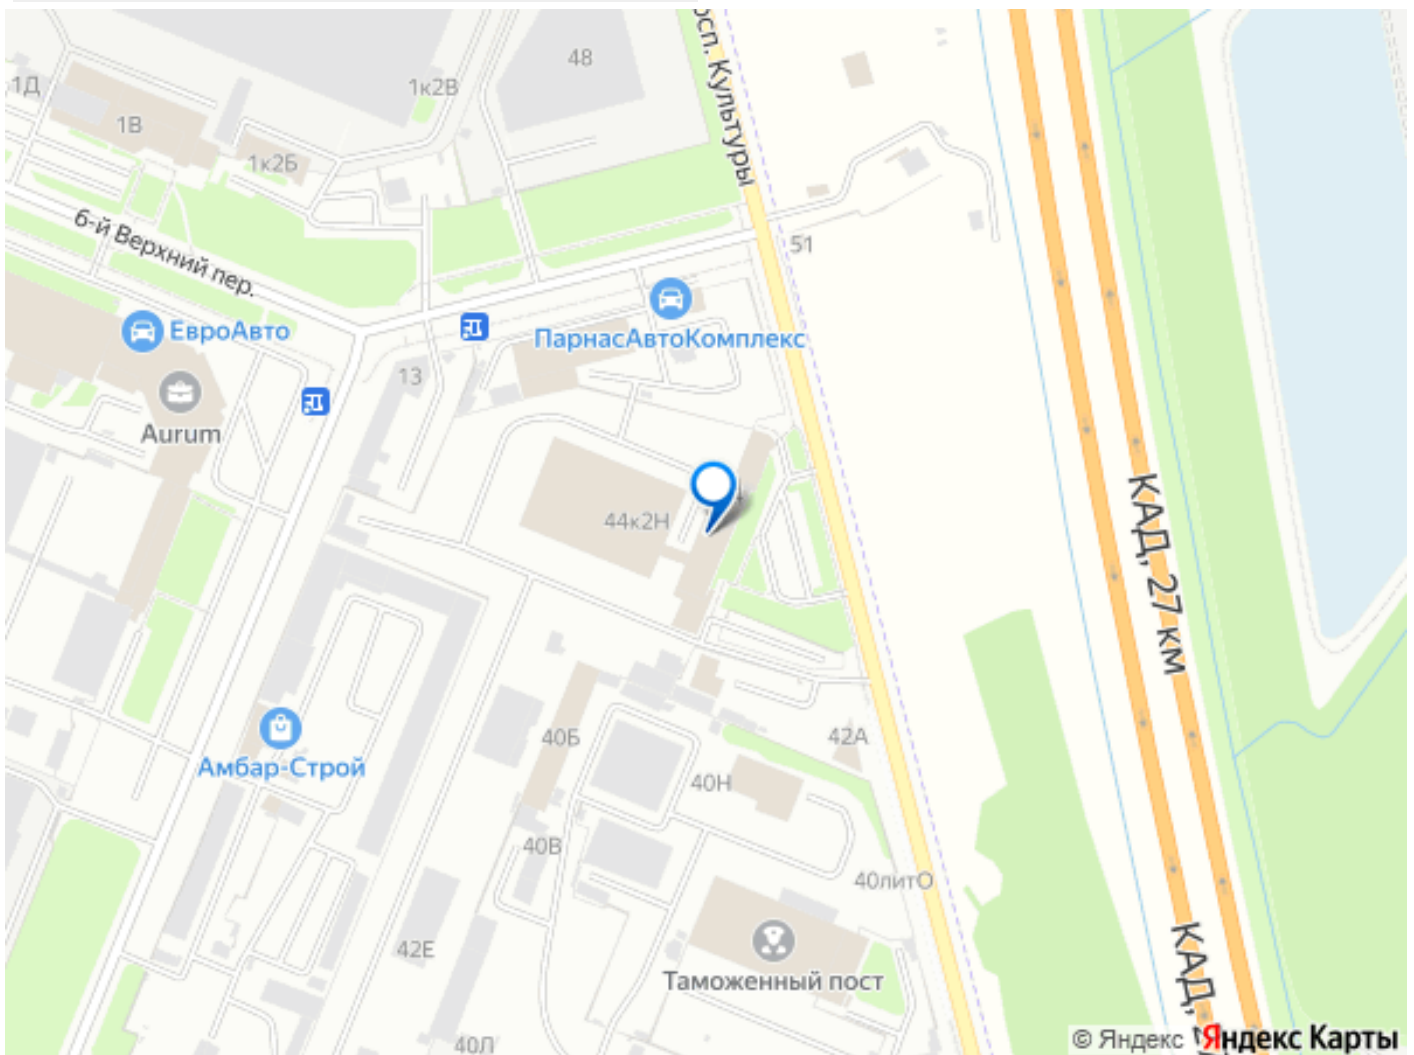 осп. Культуры
48
1Д
1к2В
1В
1к2Б
6-й Верхний пер.
51
ЕвроАвто
ПарнасАвтоКомплекс
13
Aurum
44к2Н
КАД, 27 км
Амбар-Строй
40Б
42А
40Н
40В
40литО
42Е
Таможенный пост
КАД,
40Л
© Яндекс Яндекс Карты